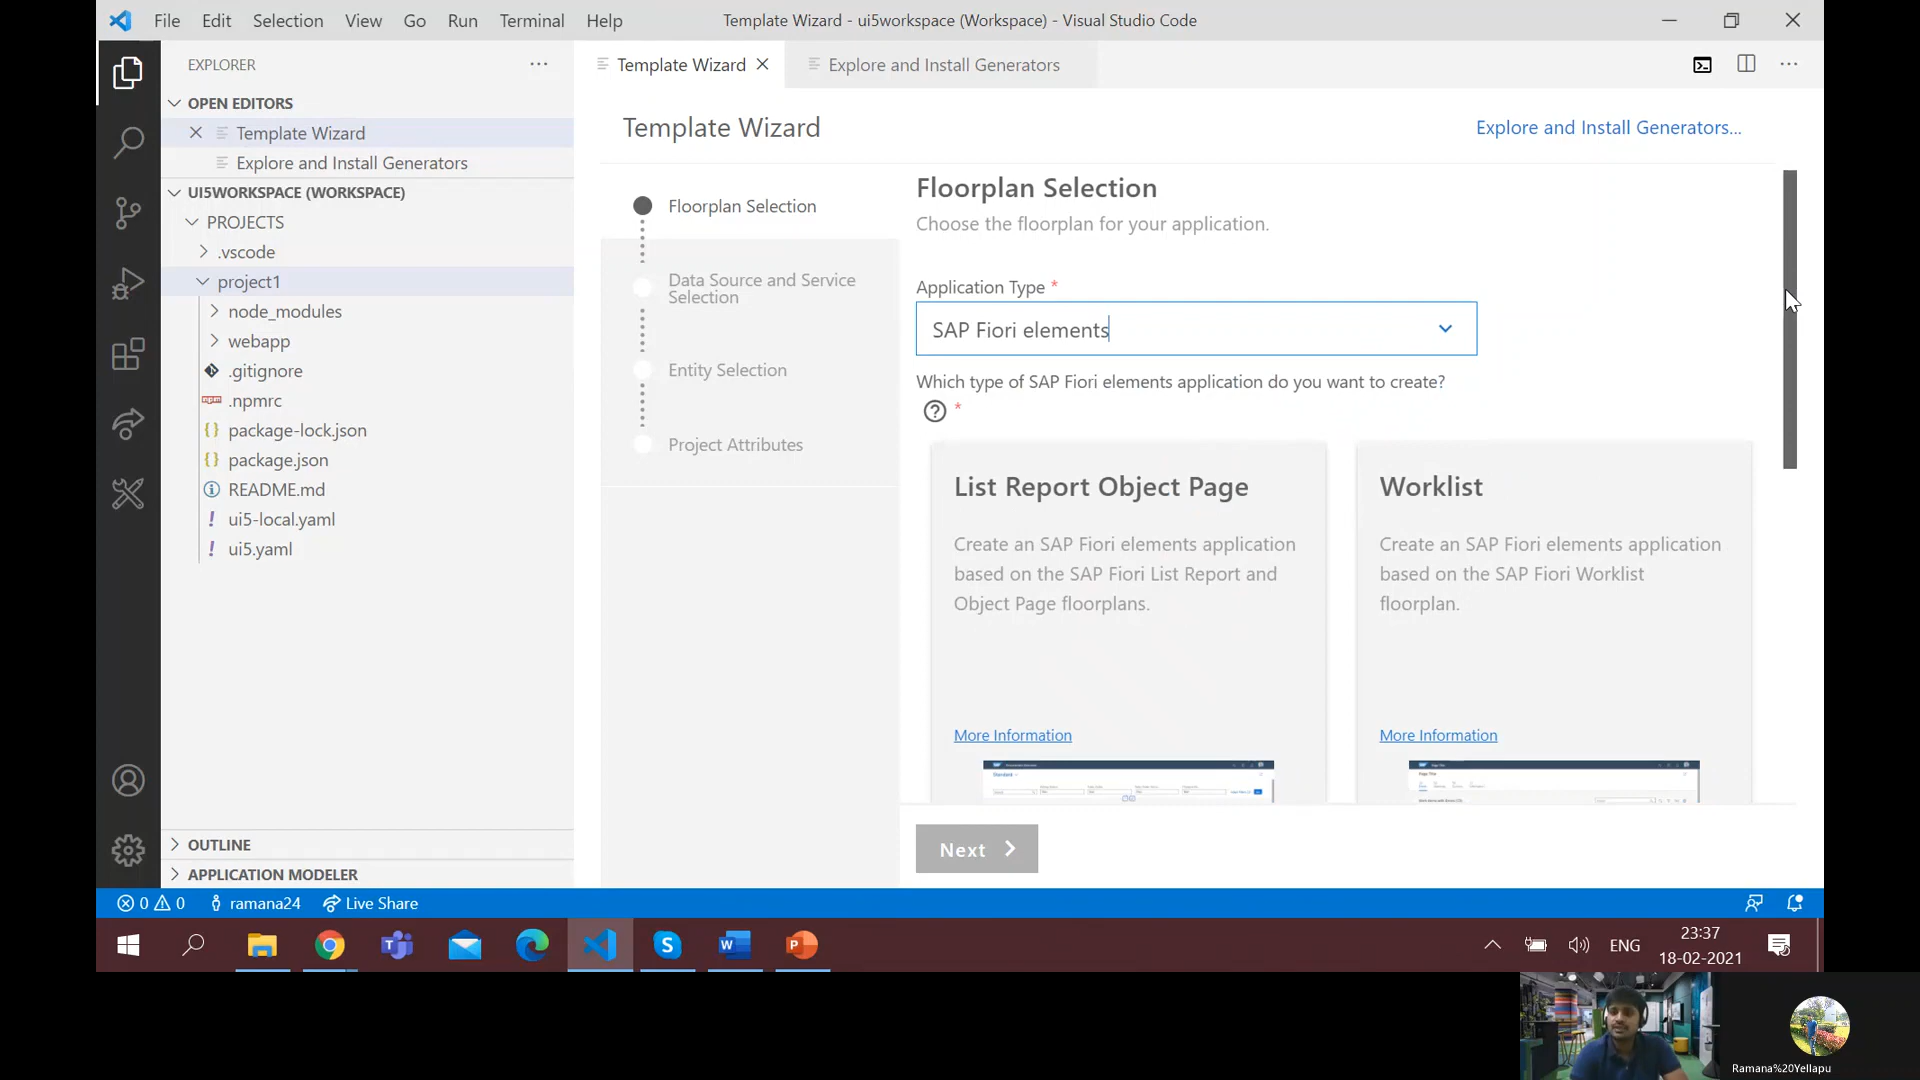 File Edit Selection View Go Run Terminal Help
Template Wizard - ui5workspace (Workspace) - Visual Studio Code
EXPLORER
OPEN EDITORS
Template Wizard
Explore and Install Generators
UI5WORKSPACE (WORKSPACE)
PROJECTS
.vscode
project1
node_modules
webapp
.gitignore
.npmrc
package-lock.json
package.json
README.md
ui5-local.yaml
ui5.yaml
OUTLINE
APPLICATION MODELER
Template Wizard
Explore and Install Generators
Template Wizard
Explore and Install Generators...
Floorplan Selection
Data Source and Service
Selection
Entity Selection
Project Attributes
Floorplan Selection
Choose the floorplan for your application.
Application Type *
SAP Fiori elements
Which type of SAP Fiori elements application do you want to create?
? *
List Report Object Page
Create an SAP Fiori elements application
based on the SAP Fiori List Report and
Object Page floorplans.
More Information
Worklist
Create an SAP Fiori elements application
based on the SAP Fiori Worklist
floorplan.
More Information
Next
0 0 ramana24 Live Share
ENG
23:37
18-02-2021
Ramana%20Yellapu